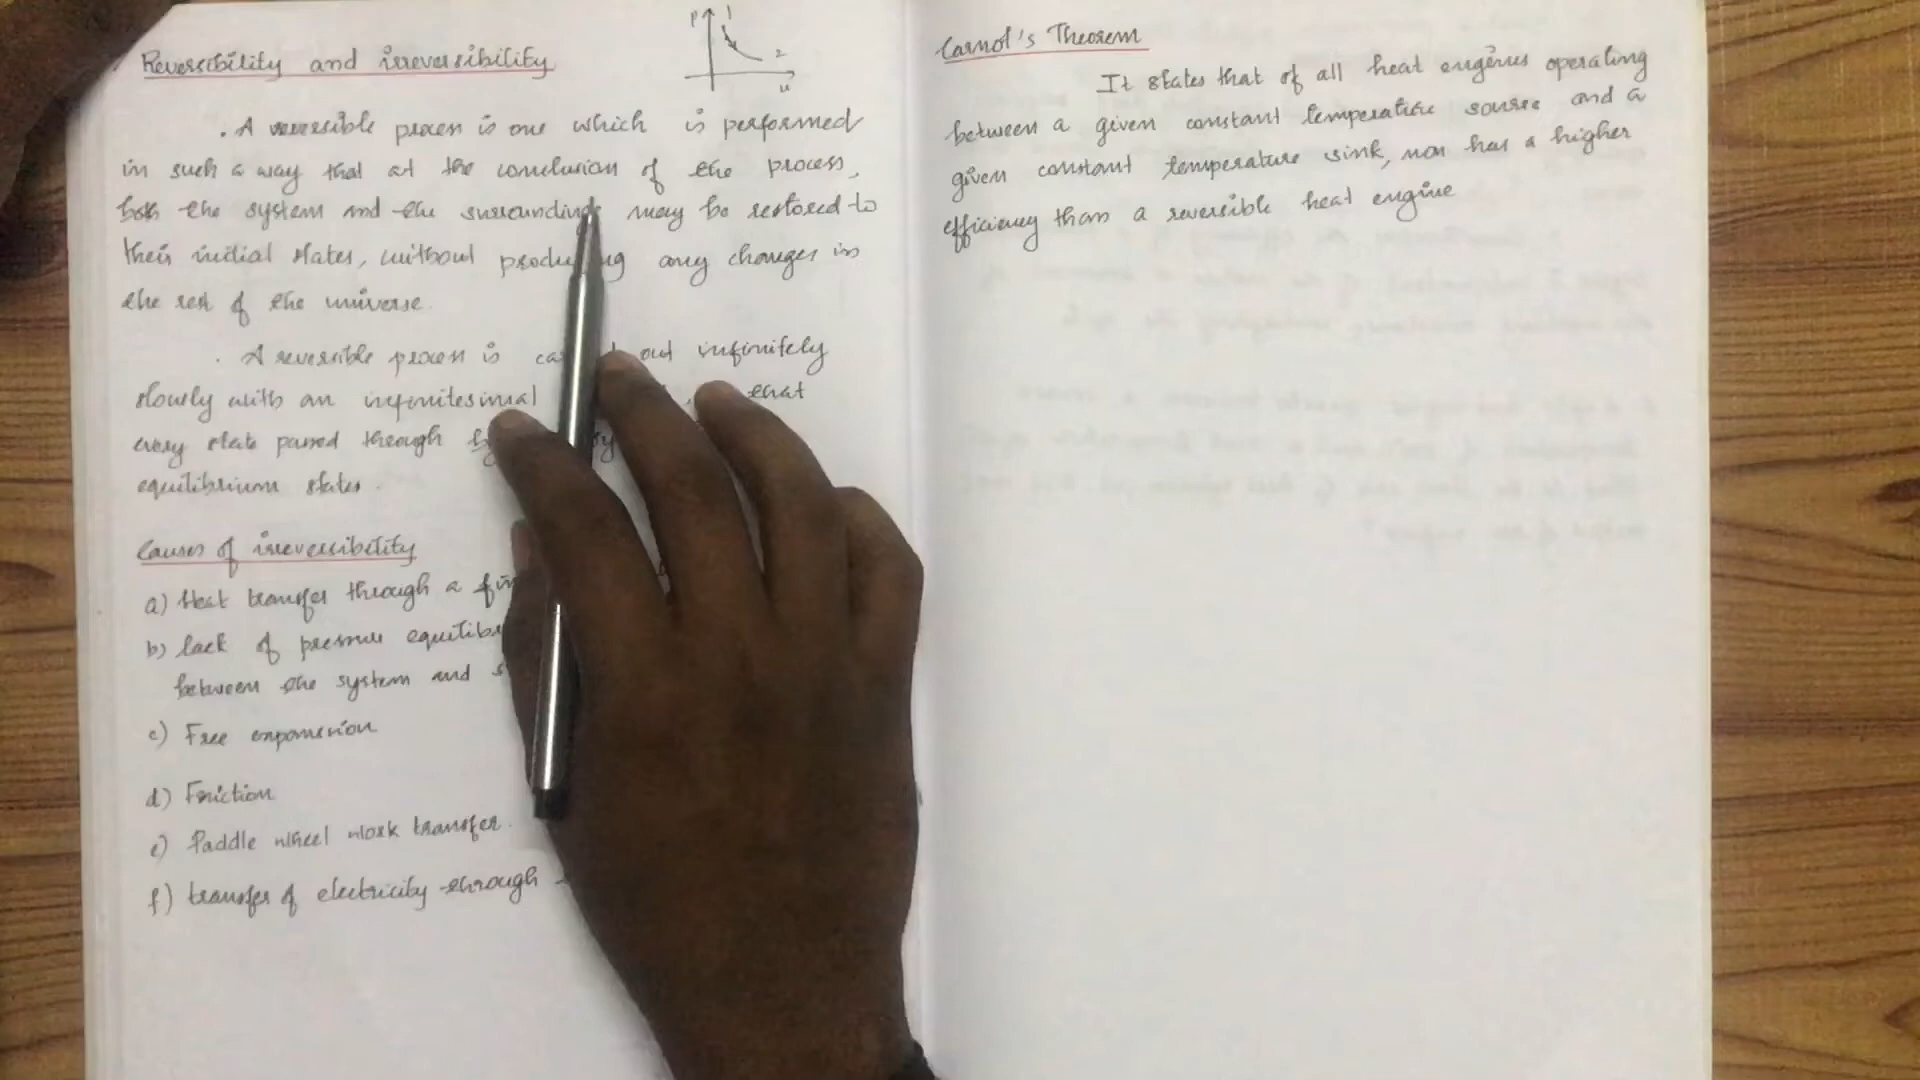 Reversibility and irreversibility
P
1
2
. A reversible process is one which is performed
in such a way that at the conclusion of the process,
both the system and the surroundings may be restored to
their initial states, without producing any changes in
the rest of the universe.
. A reversible process is out infinitely
slowly with an infinitesimal that
every state passed through
equilibrium states.
Causes of irreversibility
a) Heat transfer through a
b) lack of pressure
between the system and
c) Free expansion
d) Friction
e) Paddle wheel work transfer.
f) transfer of electricity through
Carnot's Theorem
It states that of all heat engines operating
between a given constant temperature source and a
given constant temperature sink, non has a higher
efficiency than a reversible heat engine